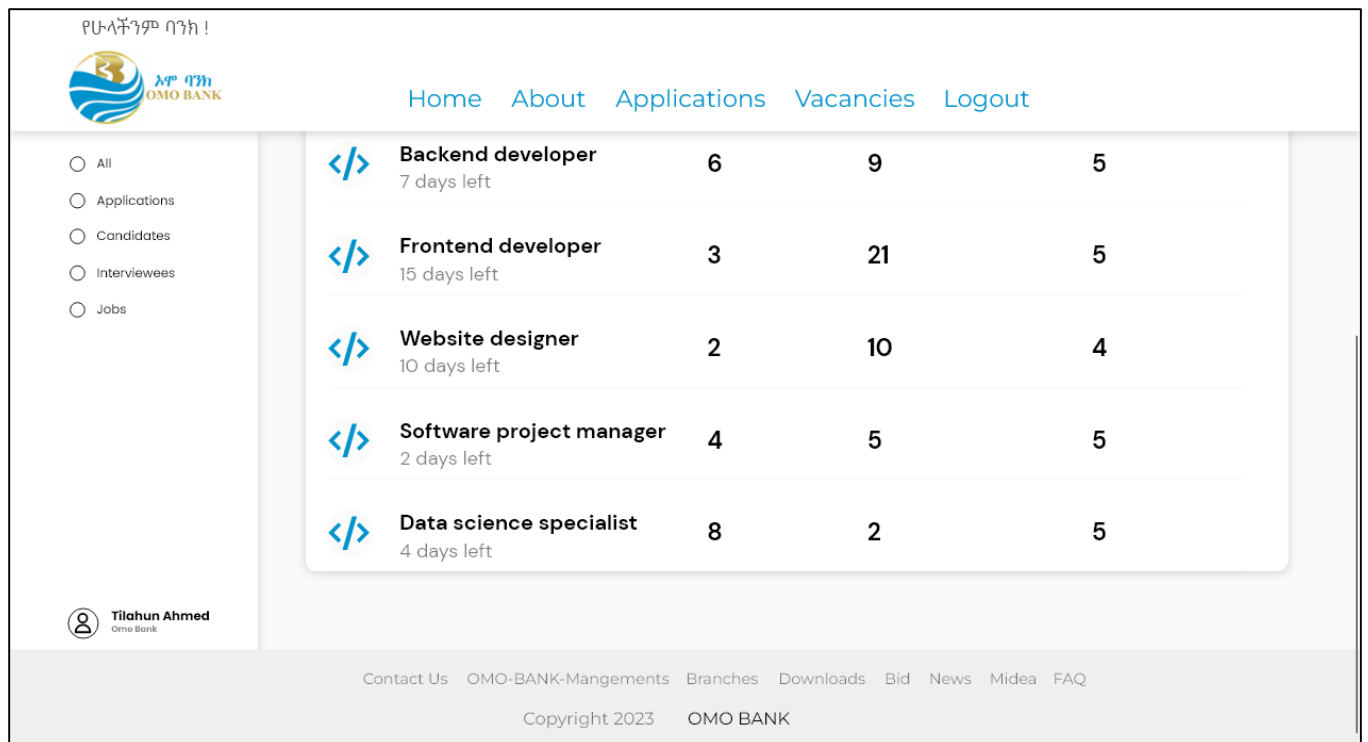 የሁላችንም ባንክ !
ኦሞ ባንክ
OMO BANK
Home About Applications Vacancies Logout
All
Applications
Candidates
Interviewees
Jobs
Backend developer 6 9 5
7 days left
Frontend developer 3 21 5
15 days left
Website designer 2 10 4
10 days left
Software project manager 4 5 5
2 days left
Data science specialist 8 2 5
4 days left
Tilahun Ahmed
Omo Bank
Contact Us OMO-BANK-Mangements Branches Downloads Bid News Midea FAQ
Copyright 2023 OMO BANK